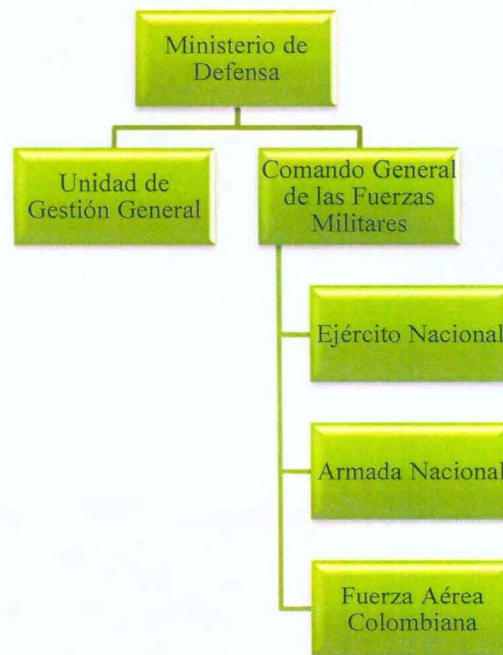 Ministerio de
Defensa
Unidad de
Gestión General
Comando General
de las Fuerzas
Militares
Ejército Nacional
Armada Nacional
Fuerza Aérea
Colombiana